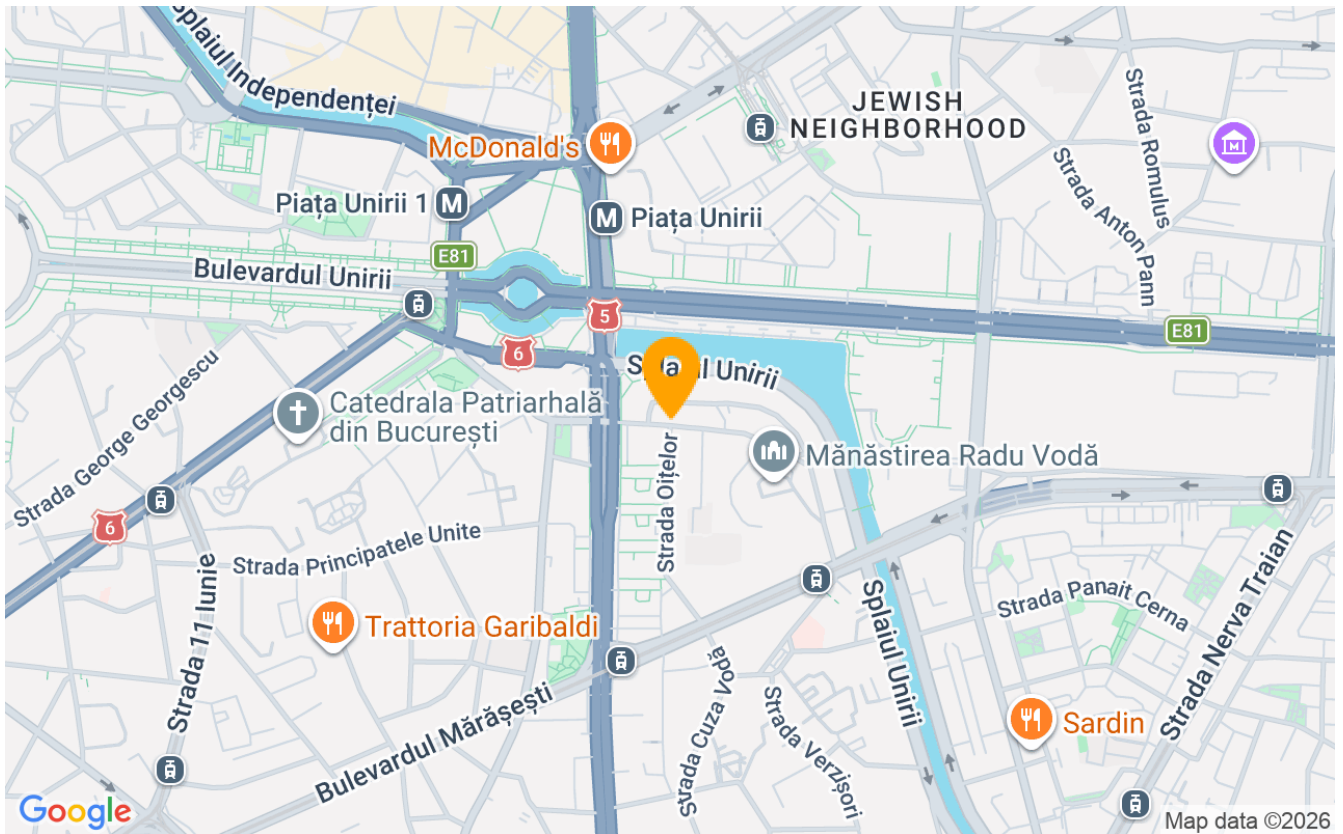 Splaiul Independenței
JEWISH
NEIGHBORHOOD
Strada Romulus
McDonald's
Strada Anton Pann
Piața Unirii 1
M
M
Piața Unirii
E81
Bulevardul Unirii
5
E81
6
Splaiul Unirii
Strada George Georgescu
Catedrala Patriarhală
din București
Strada Oițelor
Mănăstirea Radu Vodă
6
Strada Principatele Unite
Strada 11 Iunie
Trattoria Garibaldi
Splaiul Unirii
Strada Panait Cerna
Strada Nerva Traian
Bulevardul Mărășești
Strada Cuza Vodă
Strada Verzișori
Sardin
Google
Map data ©2026